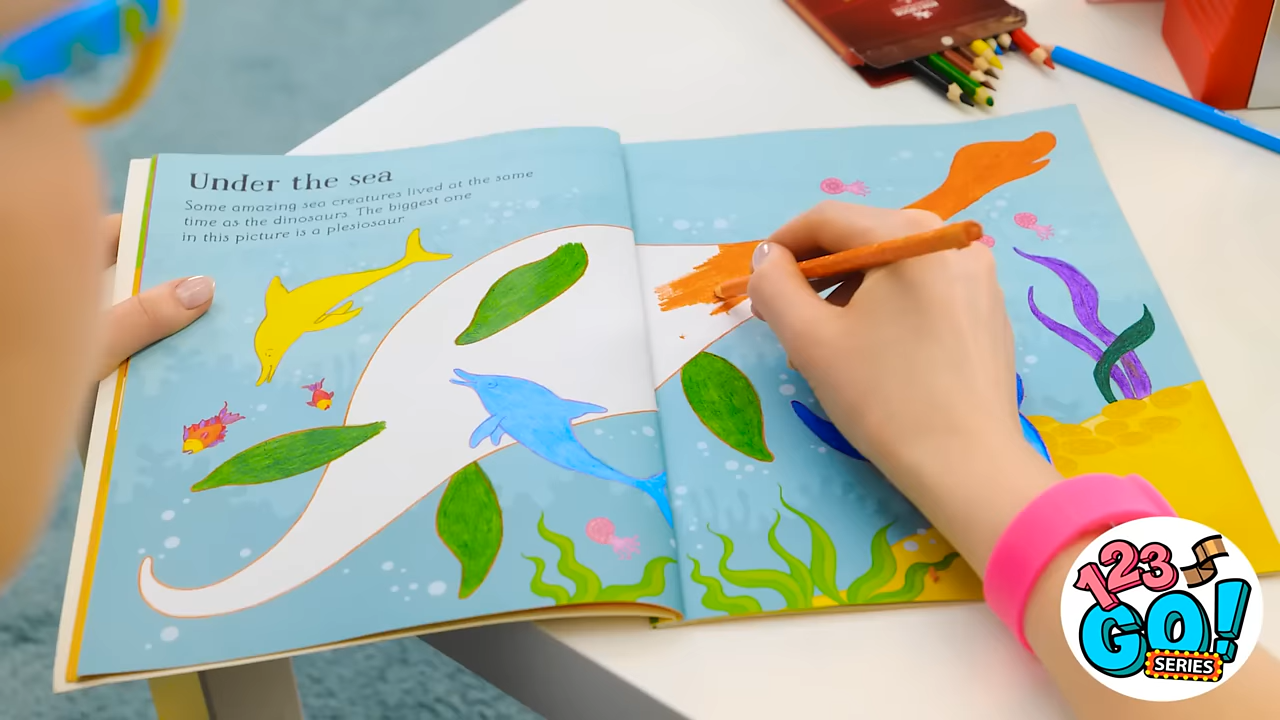 Under the sea
Some amazing sea creatures lived at the same
time as the dinosaurs. The biggest one
in this picture is a plesiosaur.
123
GO!
SERIES